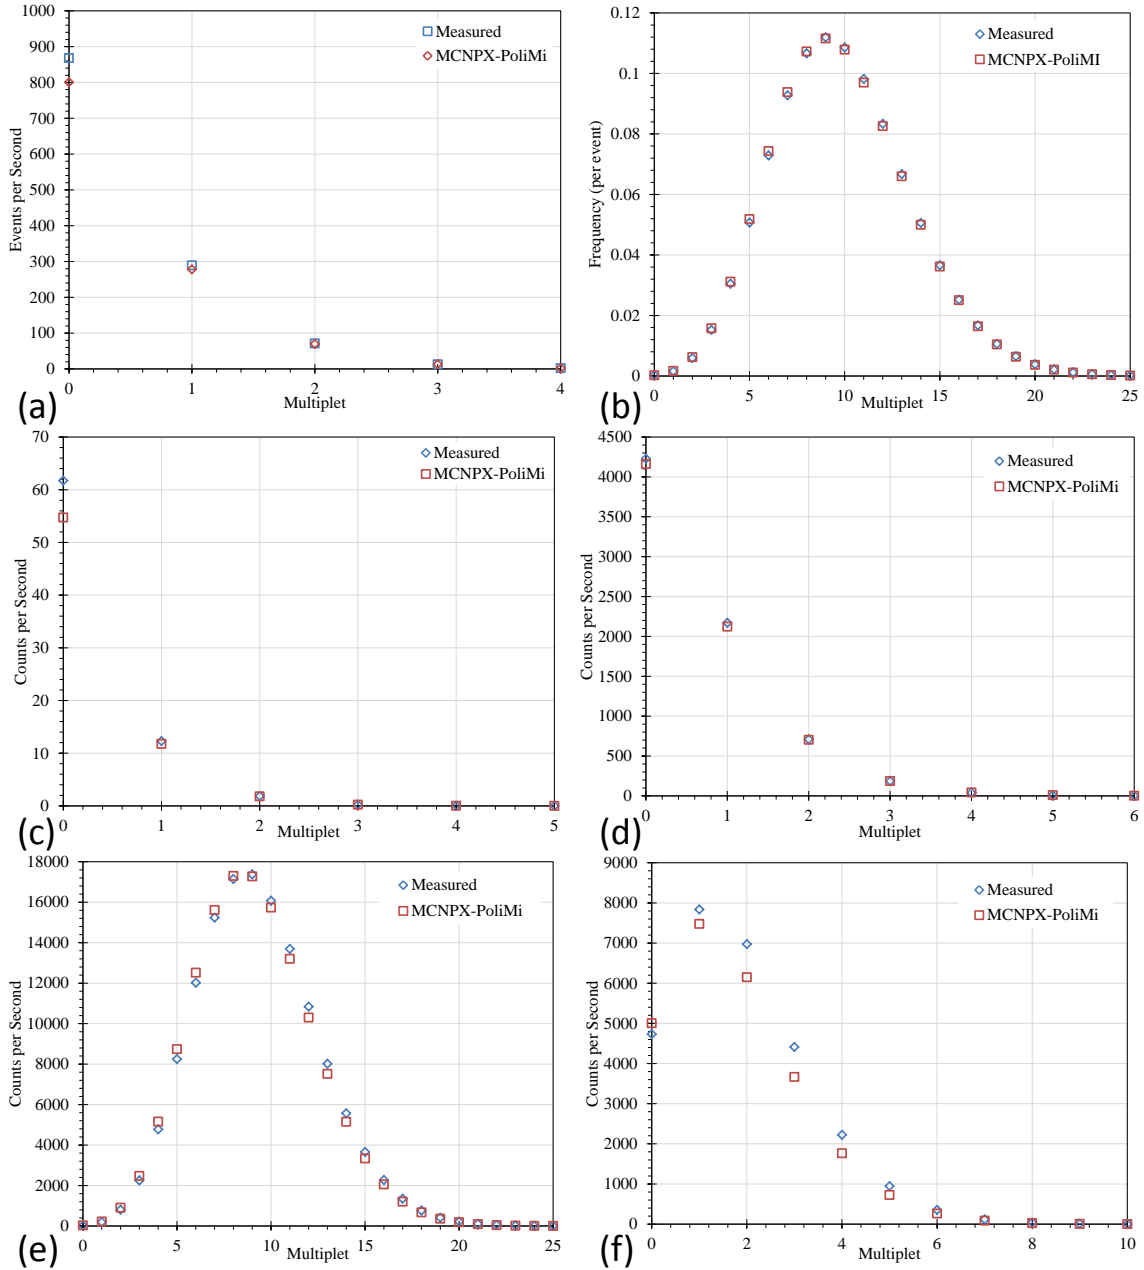 1000
900
800
700
600
500
400
300
200
100
0
0 1 2 3 4
Events per Second
Multiplet
Measured
MCNPX-PoliMi
(a)
0.12
0.1
0.08
0.06
0.04
0.02
0
0 5 10 15 20 25
Frequency (per event)
Multiplet
Measured
MCNPX-PoliMI
(b)
70
60
50
40
30
20
10
0
0 1 2 3 4 5
Counts per Second
Multiplet
Measured
MCNPX-PoliMi
(c)
4500
4000
3500
3000
2500
2000
1500
1000
500
0
0 1 2 3 4 5 6
Counts per Second
Multiplet
Measured
MCNPX-PoliMi
(d)
18000
16000
14000
12000
10000
8000
6000
4000
2000
0
0 5 10 15 20 25
Counts per Second
Multiplet
Measured
MCNPX-PoliMi
(e)
9000
8000
7000
6000
5000
4000
3000
2000
1000
0
0 2 4 6 8 10
Counts per Second
Multiplet
Measured
MCNPX-PoliMi
(f)